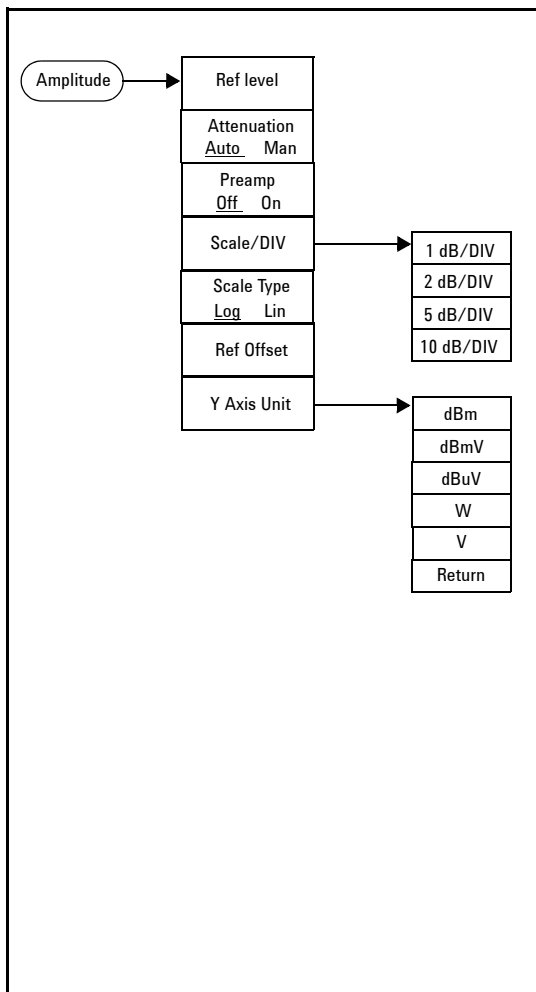 Amplitude
Ref level
Attenuation
Auto Man
Preamp
Off On
Scale/DIV
Scale Type
Log Lin
Ref Offset
Y Axis Unit
1 dB/DIV
2 dB/DIV
5 dB/DIV
10 dB/DIV
dBm
dBmV
dBuV
W
V
Return